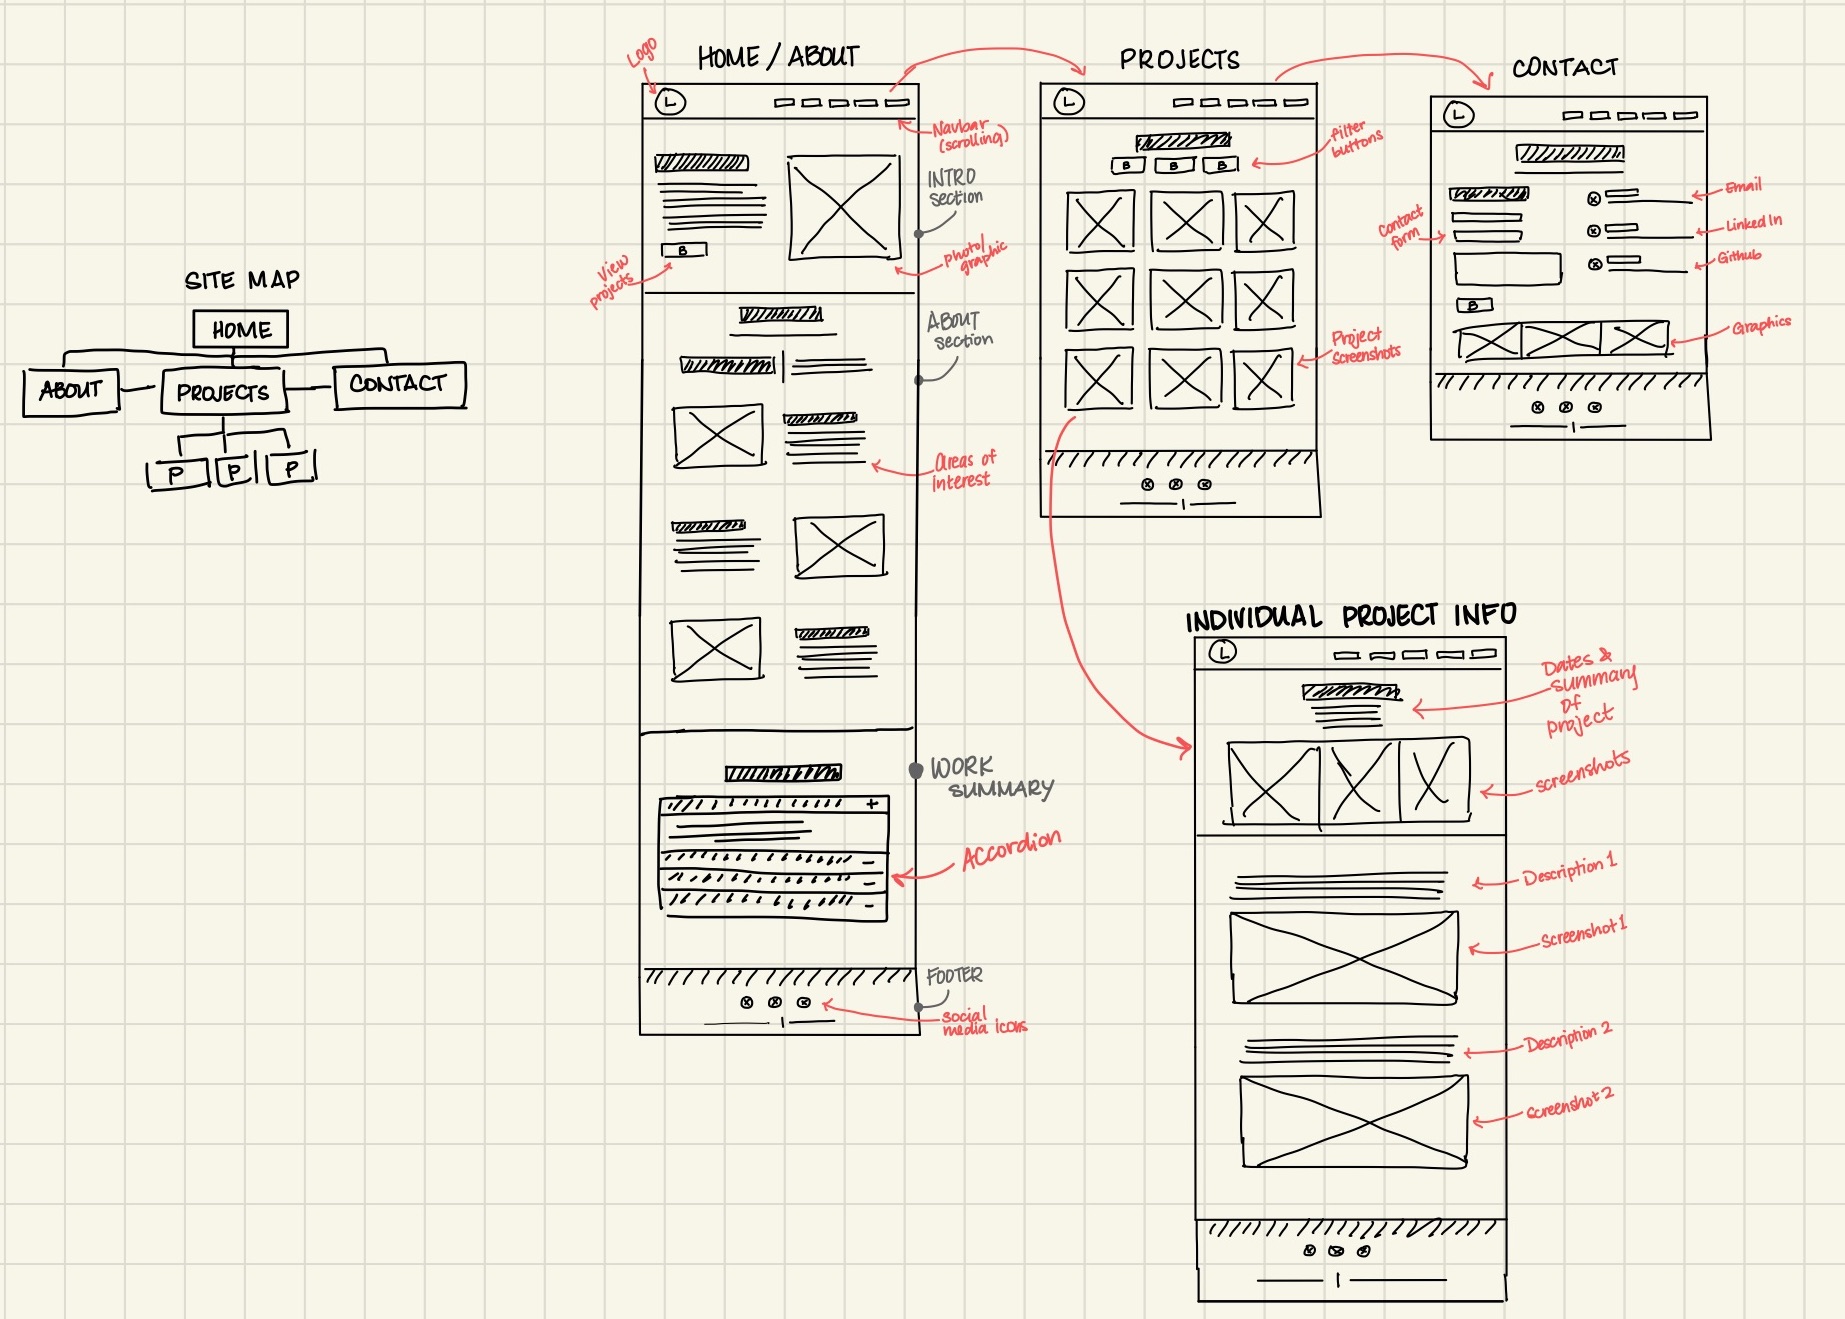 SITE MAP
HOME
ABOUT
PROJECTS
CONTACT
P
P
P
HOME / ABOUT
Logo
L
Navbar
(scrolling)
INTRO
section
B
View
projects
photo/
graphic
ABOUT
section
Areas of
interest
WORK
SUMMARY
+
Accordion
-
-
-
FOOTER
social
media icons
PROJECTS
L
filter
buttons
B
B
B
Project
screenshots
CONTACT
L
Email
LinkedIn
Github
contact
form
B
Graphics
INDIVIDUAL PROJECT INFO
L
Dates &
summary
of
project
screenshots
Description 1
Screenshot 1
Description 2
screenshot 2